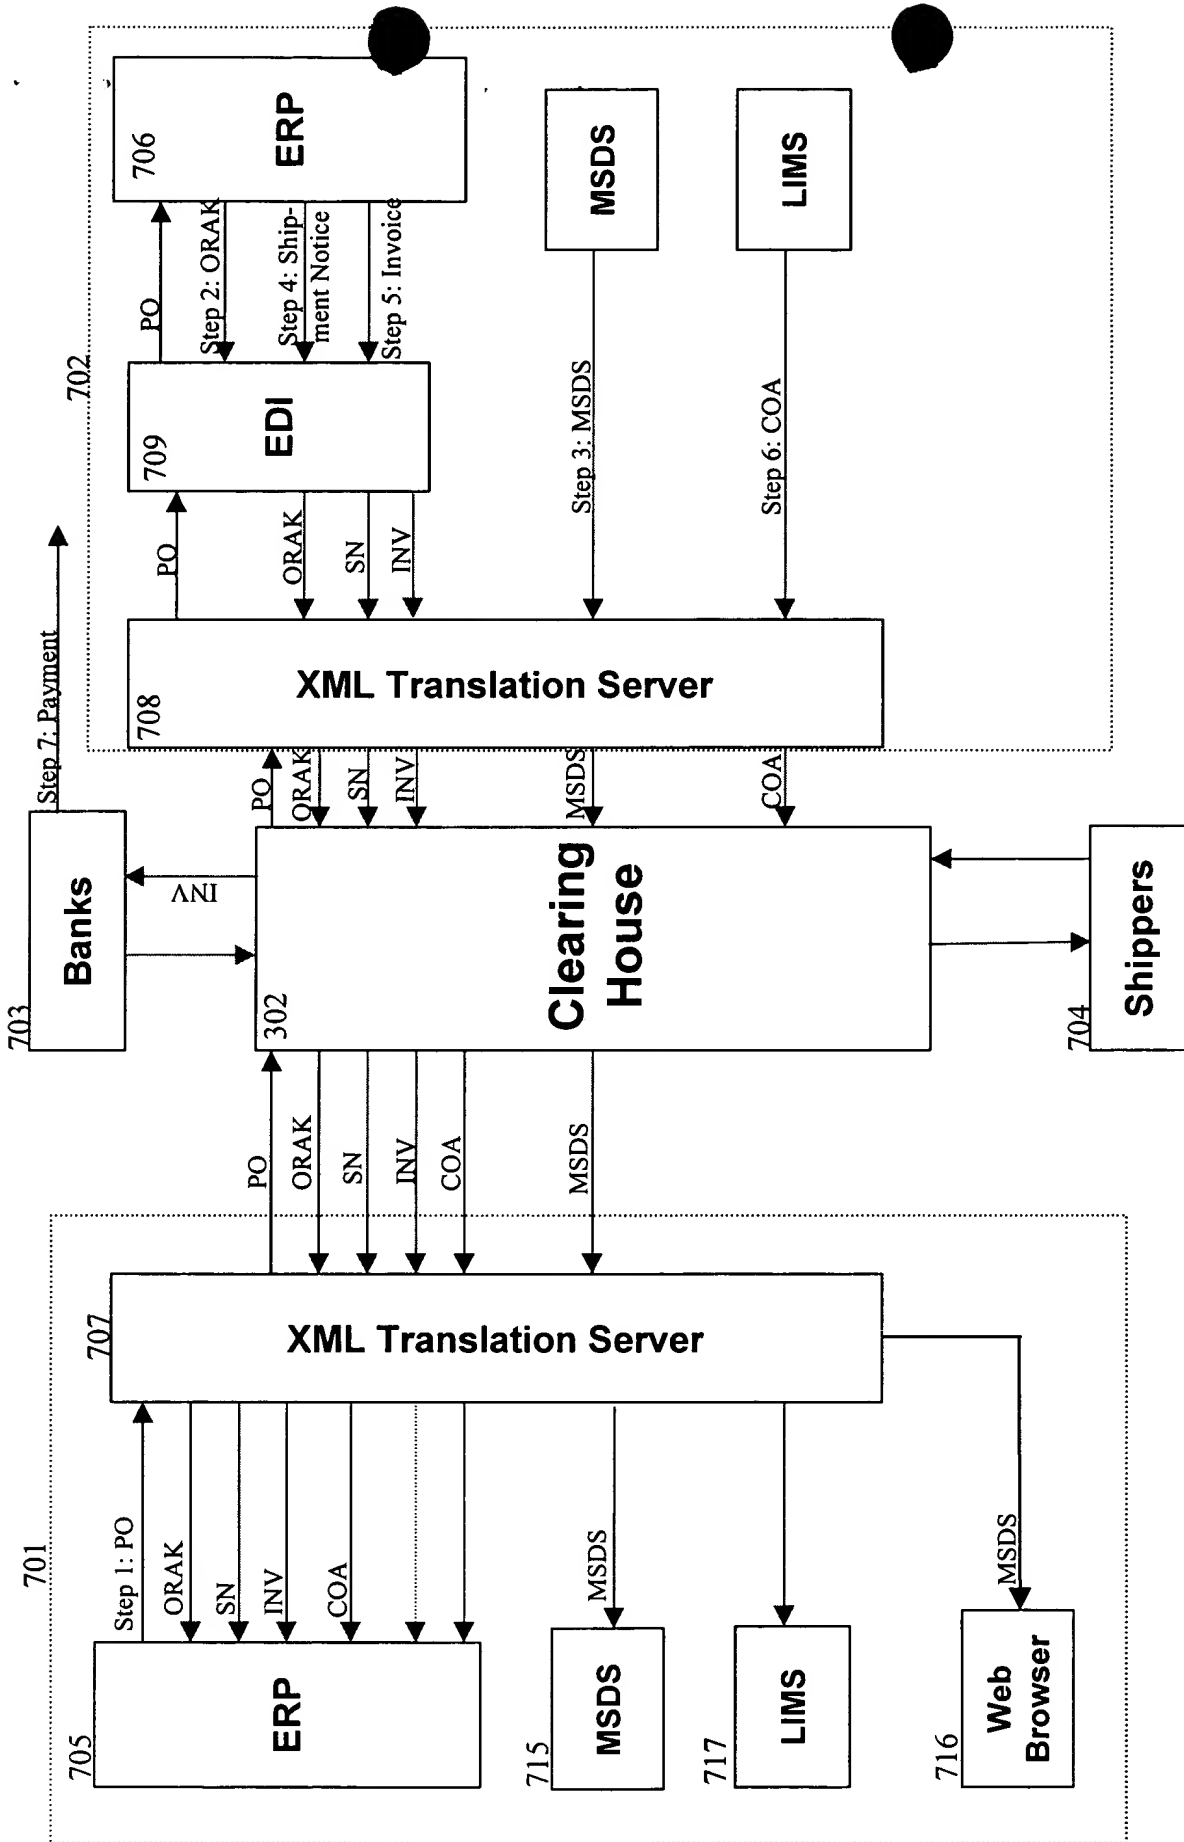 701
705
ERP
Step 1: PO
ORAK
SN
INV
COA
715
MSDS
MSDS
717
LIMS
716
Web
Browser
MSDS
707
XML Translation Server
PO
ORAK
SN
INV
COA
MSDS
703
Banks
INV
Step 7: Payment
302
Clearing
House
704
Shippers
PO
ORAK
SN
INV
MSDS
COA
702
708
XML Translation Server
PO
ORAK
SN
INV
709
EDI
PO
Step 2: ORAK
Step 4: Ship-
ment Notice
Step 5: Invoice
706
ERP
Step 3: MSDS
MSDS
Step 6: COA
LIMS